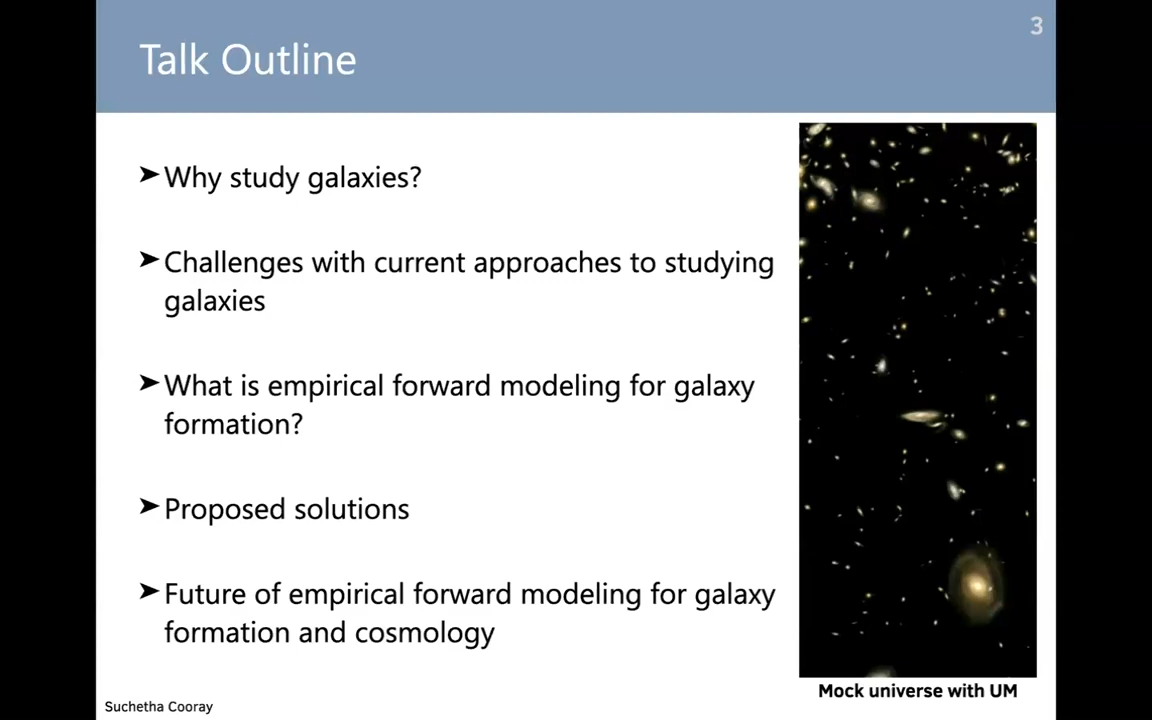 3
Talk Outline
➤Why study galaxies?
➤Challenges with current approaches to studying
galaxies
➤What is empirical forward modeling for galaxy
formation?
➤Proposed solutions
➤Future of empirical forward modeling for galaxy
formation and cosmology
Mock universe with UM
Suchetha Cooray